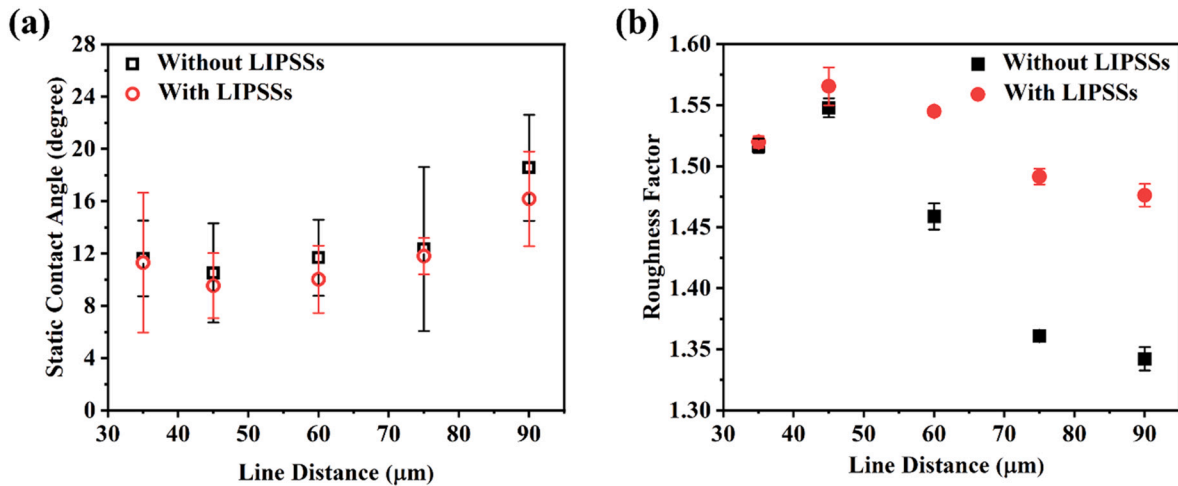 (a)
28
24
20
16
12
8
4
0
Static Contact Angle (degree)
Without LIPSSs
With LIPSSs
30 40 50 60 70 80 90
Line Distance (μm)
(b)
1.60
1.55
1.50
1.45
1.40
1.35
1.30
Roughness Factor
Without LIPSSs
With LIPSSs
30 40 50 60 70 80 90
Line Distance (μm)